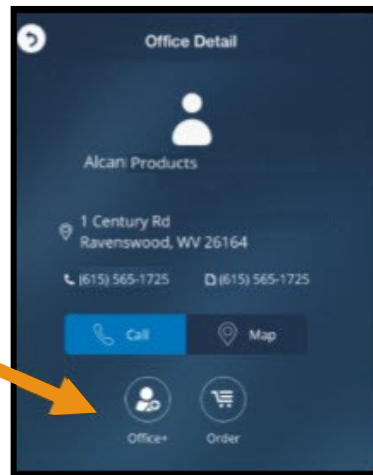 Office Detail
Alcan Products
1 Century Rd
Ravenswood, WV 26164
(615) 565-1725 (615) 565-1725
Call Map
Office+ Order